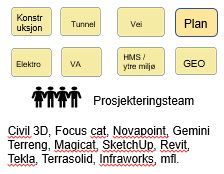 Konstr
uksjon
Tunnel
Vei
Plan
Elektro
VA
HMS /
ytre miljø
GEO
Prosjekteringsteam
Civil 3D, Focus cat, Novapoint, Gemini
Terreng, Magicat, SketchUp, Revit,
Tekla, Terrasolid, Infraworks, mfl.